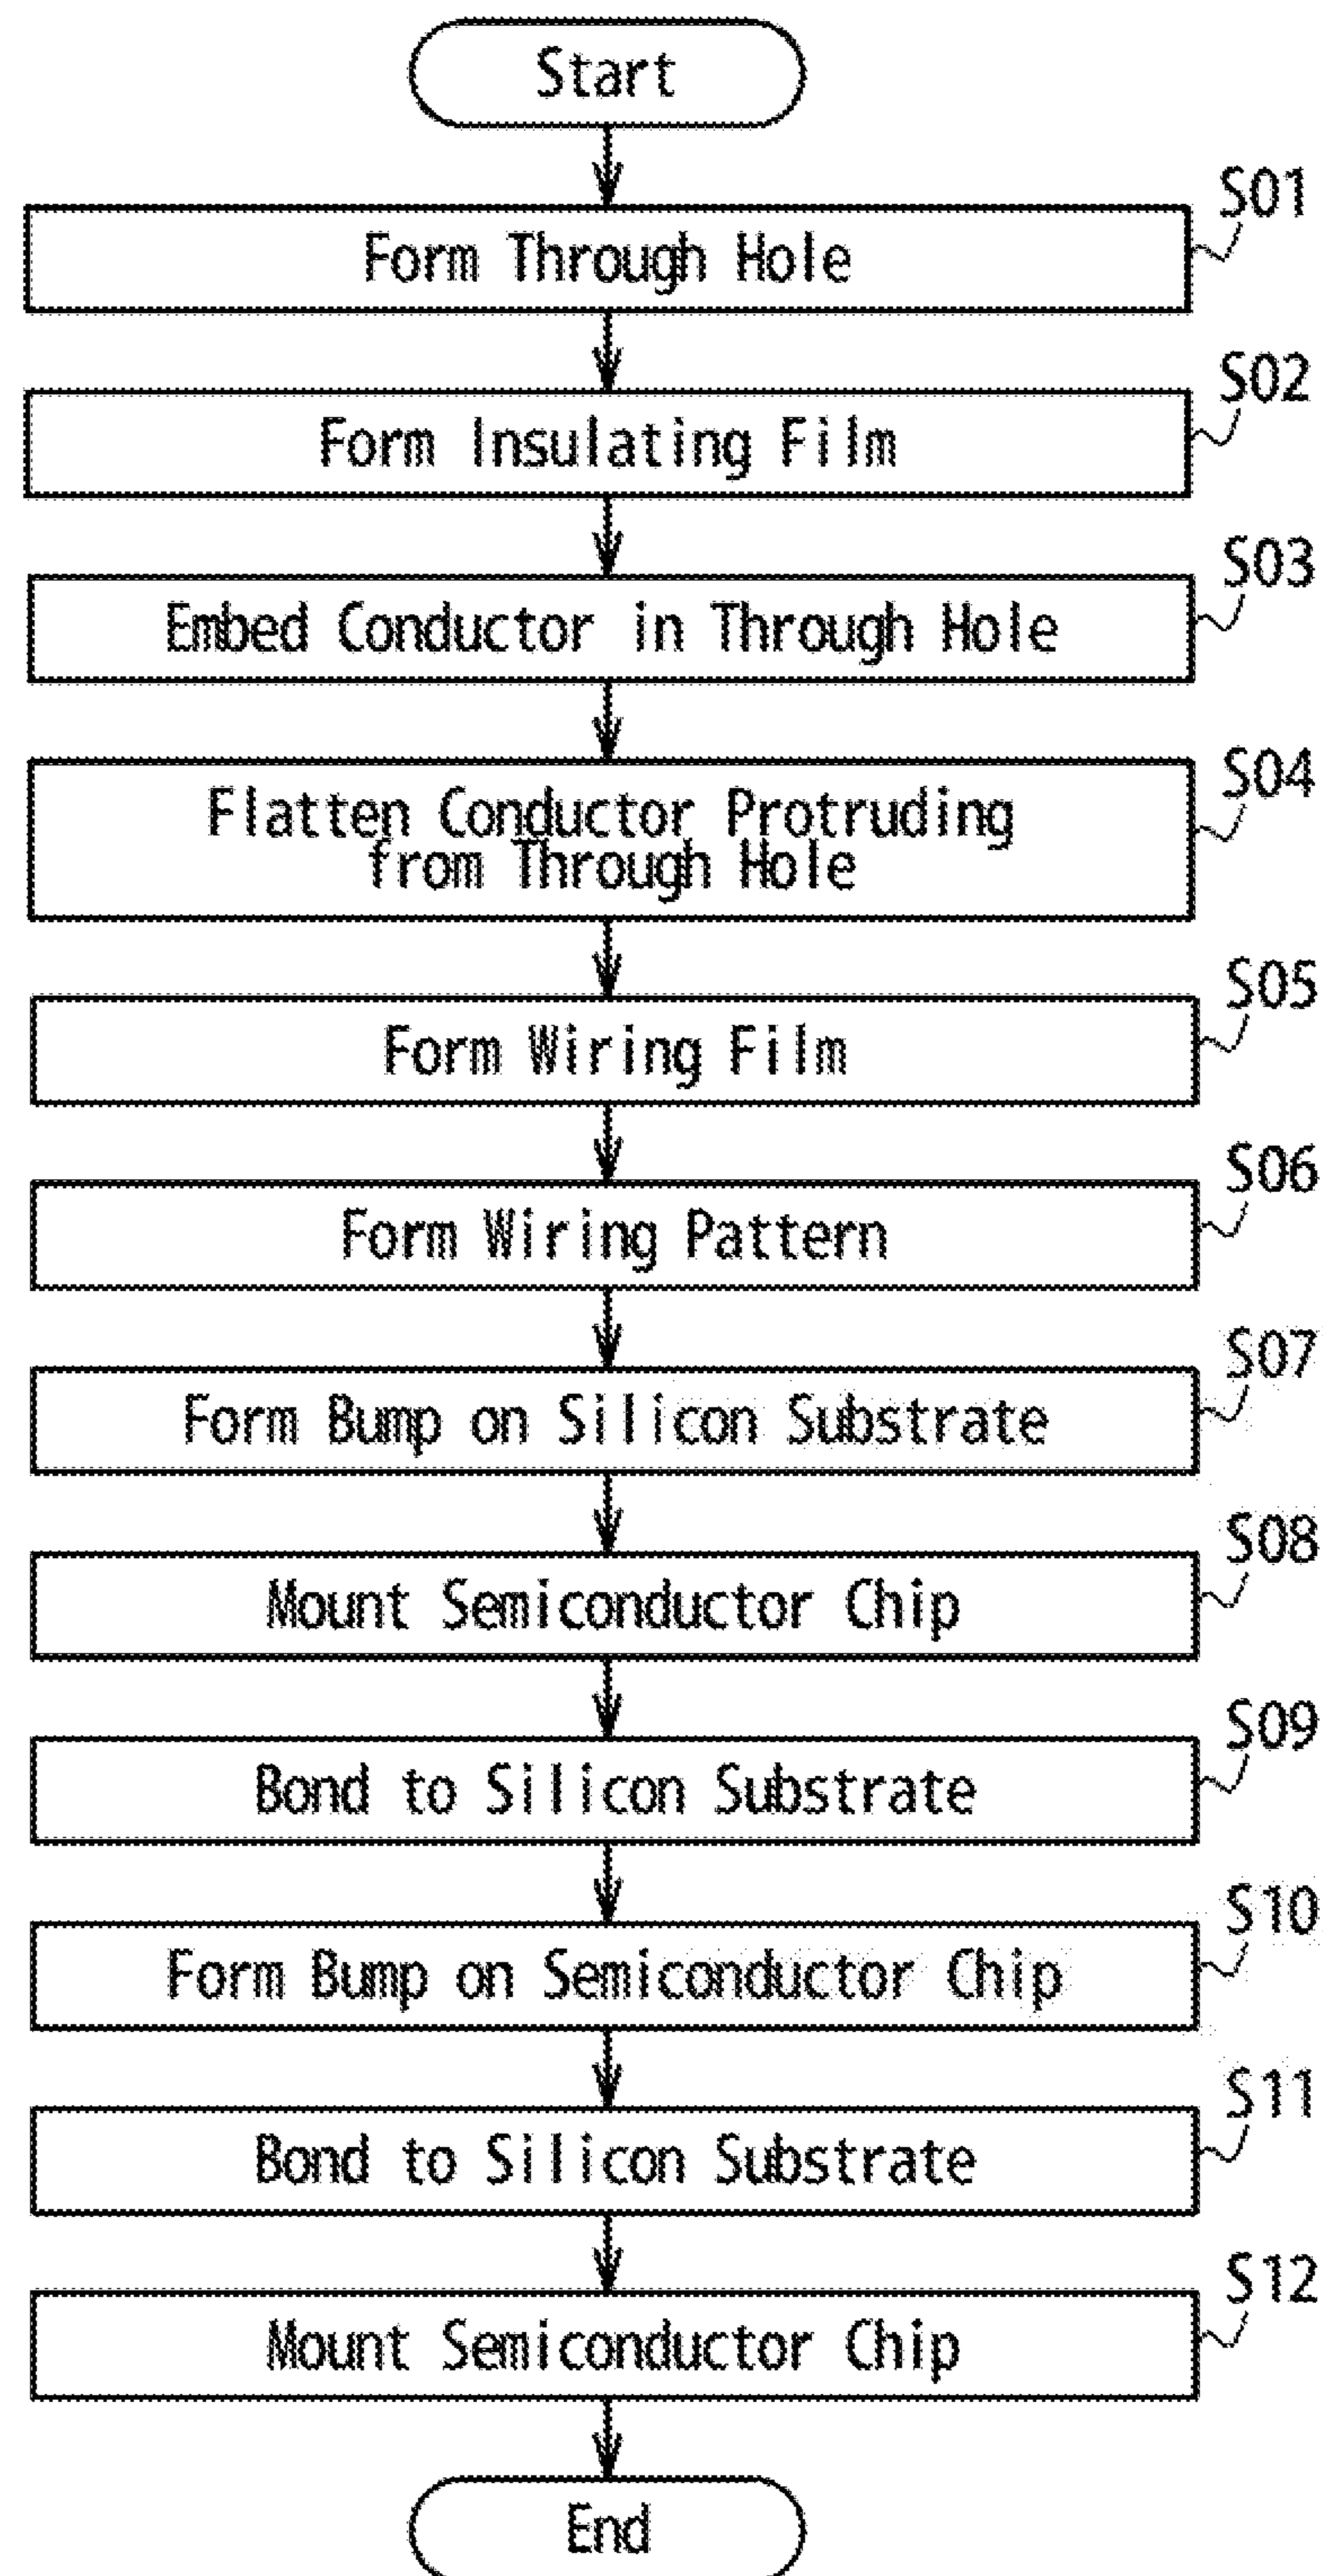 Start
S01
Form Through Hole
S02
Form Insulating Film
S03
Embed Conductor in Through Hole
S04
Flatten Conductor Protruding
from Through Hole
S05
Form Wiring Film
S06
Form Wiring Pattern
S07
Form Bump on Silicon Substrate
S08
Mount Semiconductor Chip
S09
Bond to Silicon Substrate
S10
Form Bump on Semiconductor Chip
S11
Bond to Silicon Substrate
S12
Mount Semiconductor Chip
End